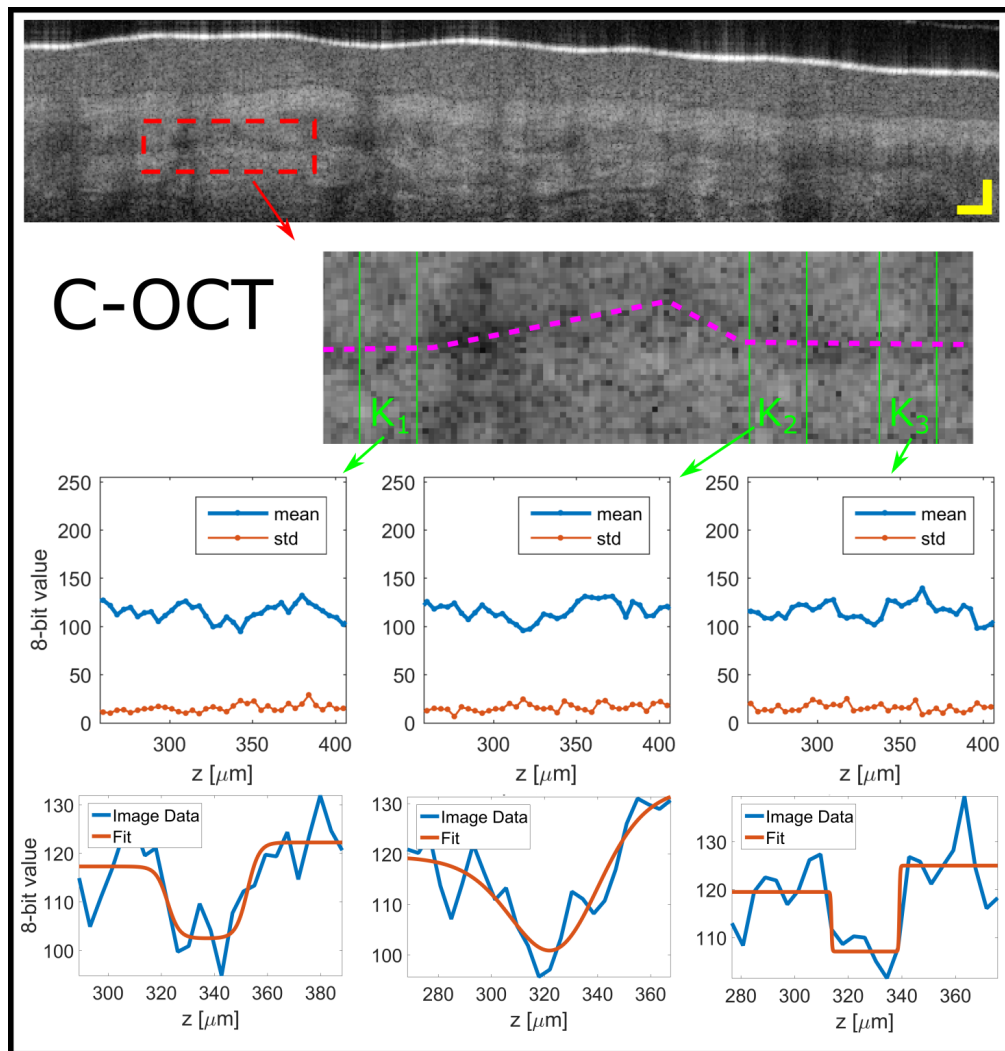 C-OCT
K1 K2 K3
250 250 250
mean mean mean
200 200 200
std std std
150 150 150
8-bit value
100 100 100
50 50 50
0 0 0
300 350 400 300 350 400 300 350 400
z [μm] z [μm] z [μm]
130 130 130
Image Data Image Data Image Data
Fit Fit Fit
120 120 120
8-bit value
110 110 110
100 100
300 320 340 360 380 280 300 320 340 360 280 300 320 340 360
z [μm] z [μm] z [μm]